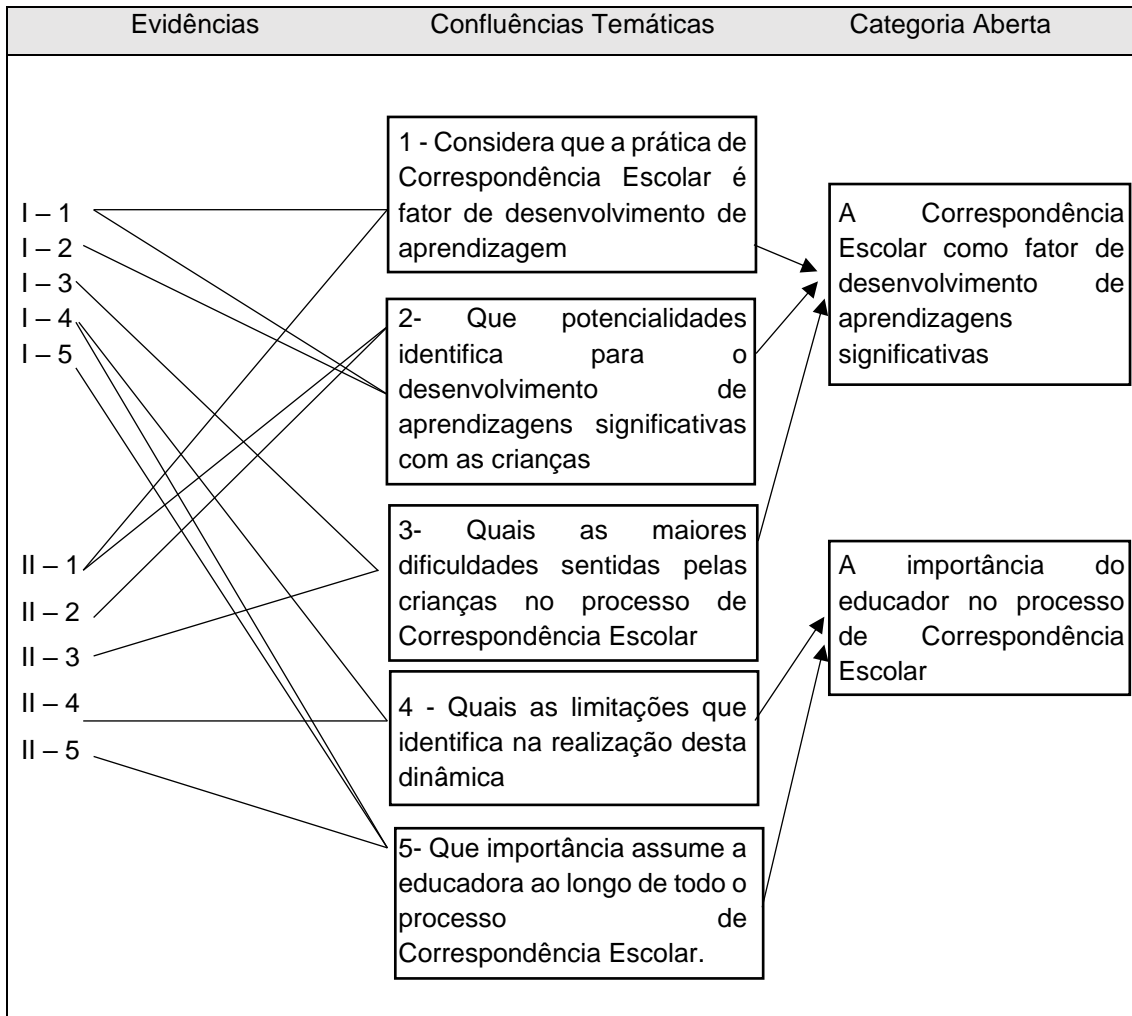 Evidências Confluências Temáticas Categoria Aberta
I – 1
I – 2
I – 3
I – 4
I – 5
II – 1
II – 2
II – 3
II – 4
II – 5
1 - Considera que a prática de
Correspondência Escolar é
fator de desenvolvimento de
aprendizagem
2- Que potencialidades
identifica para o
desenvolvimento de
aprendizagens significativas
com as crianças
3- Quais as maiores
dificuldades sentidas pelas
crianças no processo de
Correspondência Escolar
4 - Quais as limitações que
identifica na realização desta
dinâmica
5- Que importância assume a
educadora ao longo de todo o
processo de
Correspondência Escolar.
A Correspondência
Escolar como fator de
desenvolvimento de
aprendizagens
significativas
A importância do
educador no processo
de Correspondência
Escolar